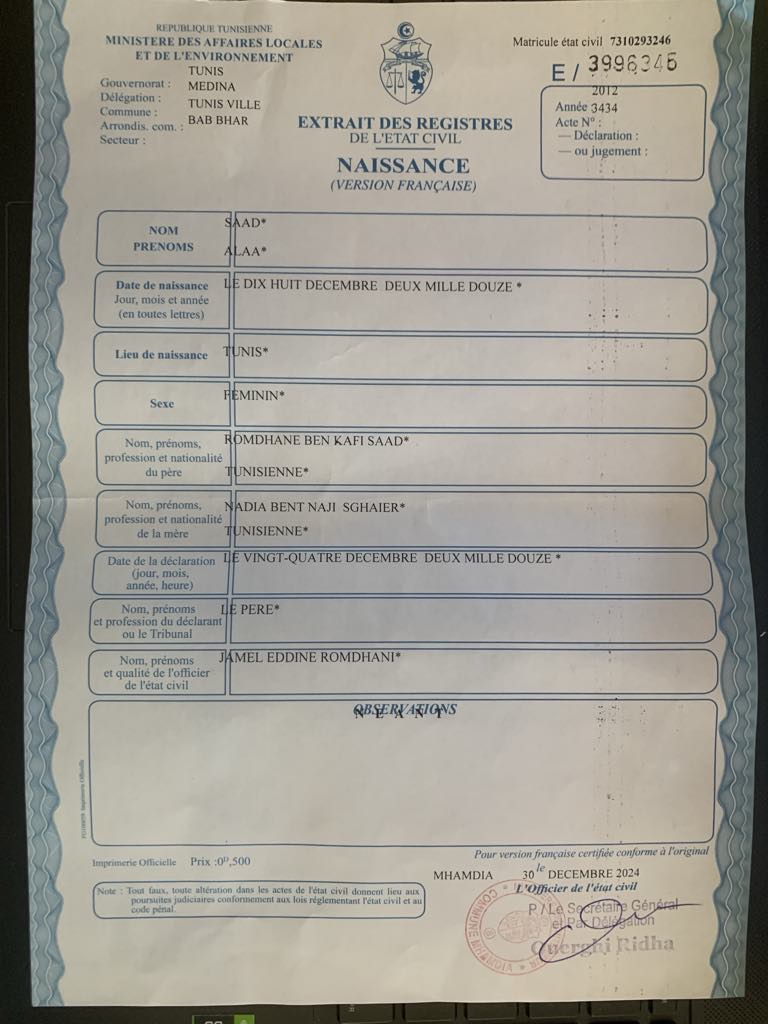 REPUBLIQUE TUNISIENNE
MINISTERE DES AFFAIRES LOCALES
ET DE L'ENVIRONNEMENT
Gouvernorat : TUNIS
Délégation : MEDINA
Commune : TUNIS VILLE
Arrondis. com. : BAB BHAR
Secteur :
Matricule état civil 7310293246
E / 3996346
2012
Année 3434
Acte N° :
— Déclaration :
— ou jugement :
EXTRAIT DES REGISTRES
DE L'ETAT CIVIL
NAISSANCE
(VERSION FRANÇAISE)
NOM SAAD*
PRENOMS ALAA*
Date de naissance LE DIX HUIT DECEMBRE DEUX MILLE DOUZE *
Jour, mois et année
(en toutes lettres)
Lieu de naissance TUNIS*
Sexe FEMININ*
Nom, prénoms, ROMDHANE BEN KAFI SAAD*
profession et nationalité
du père TUNISIENNE*
Nom, prénoms, NADIA BENT NAJI SGHAIER*
profession et nationalité
de la mère TUNISIENNE*
Date de la déclaration LE VINGT-QUATRE DECEMBRE DEUX MILLE DOUZE *
(jour, mois,
année, heure)
Nom, prénoms LE PERE*
et profession du déclarant
ou le Tribunal
Nom, prénoms JAMEL EDDINE ROMDHANI*
et qualité de l'officier
de l'état civil
OBSERVATIONS
N E A N T
Imprimerie Officielle
Imprimerie Officielle Prix :0ᴰ,500
Note : Tout faux, toute altération dans les actes de l'état civil donnent lieu aux
poursuites judiciaires conformement aux lois réglementant l'état civil et au
code pénal.
Pour version française certifiée conforme à l'original
MHAMDIA le 30 DECEMBRE 2024
L'Officier de l'état civil
P / Le Secrétaire Général
et Par Délégation
Ouerghi Ridha
COMMUNE MHAMDIA